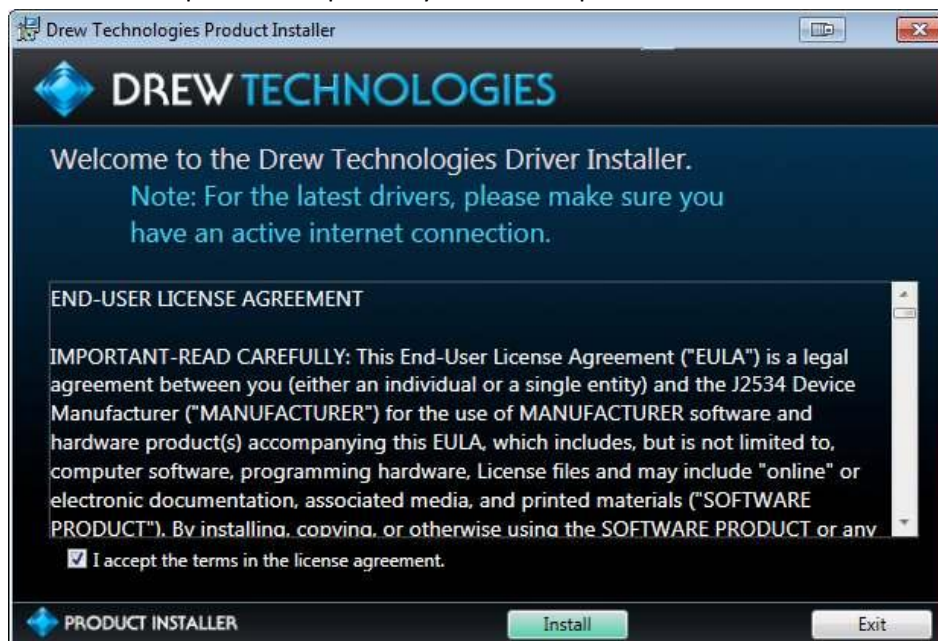 Drew Technologies Product Installer
DREW TECHNOLOGIES
Welcome to the Drew Technologies Driver Installer.
Note: For the latest drivers, please make sure you
have an active internet connection.
END-USER LICENSE AGREEMENT
IMPORTANT-READ CAREFULLY: This End-User License Agreement ("EULA") is a legal
agreement between you (either an individual or a single entity) and the J2534 Device
Manufacturer ("MANUFACTURER") for the use of MANUFACTURER software and
hardware product(s) accompanying this EULA, which includes, but is not limited to,
computer software, programming hardware, License files and may include "online" or
electronic documentation, associated media, and printed materials ("SOFTWARE
PRODUCT"). By installing, copying, or otherwise using the SOFTWARE PRODUCT or any
I accept the terms in the license agreement.
PRODUCT INSTALLER
Install
Exit